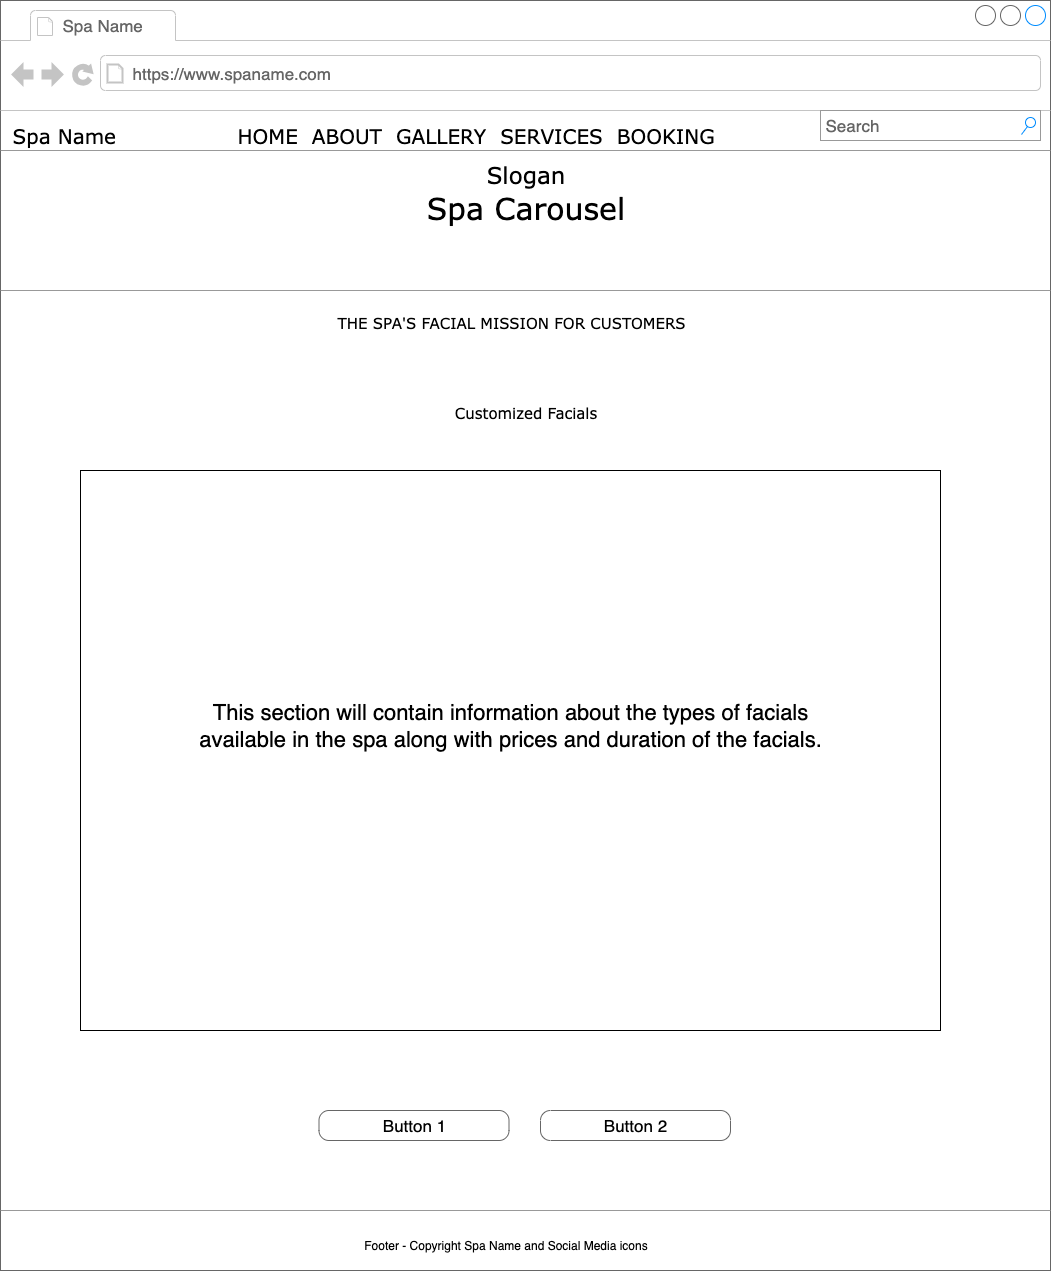 Spa Name
https://www.spaname.com
Spa Name HOME ABOUT GALLERY SERVICES BOOKING Search
Slogan
Spa Carousel
THE SPA'S FACIAL MISSION FOR CUSTOMERS
Customized Facials
This section will contain information about the types of facials
available in the spa along with prices and duration of the facials.
Button 1 Button 2
Footer - Copyright Spa Name and Social Media icons